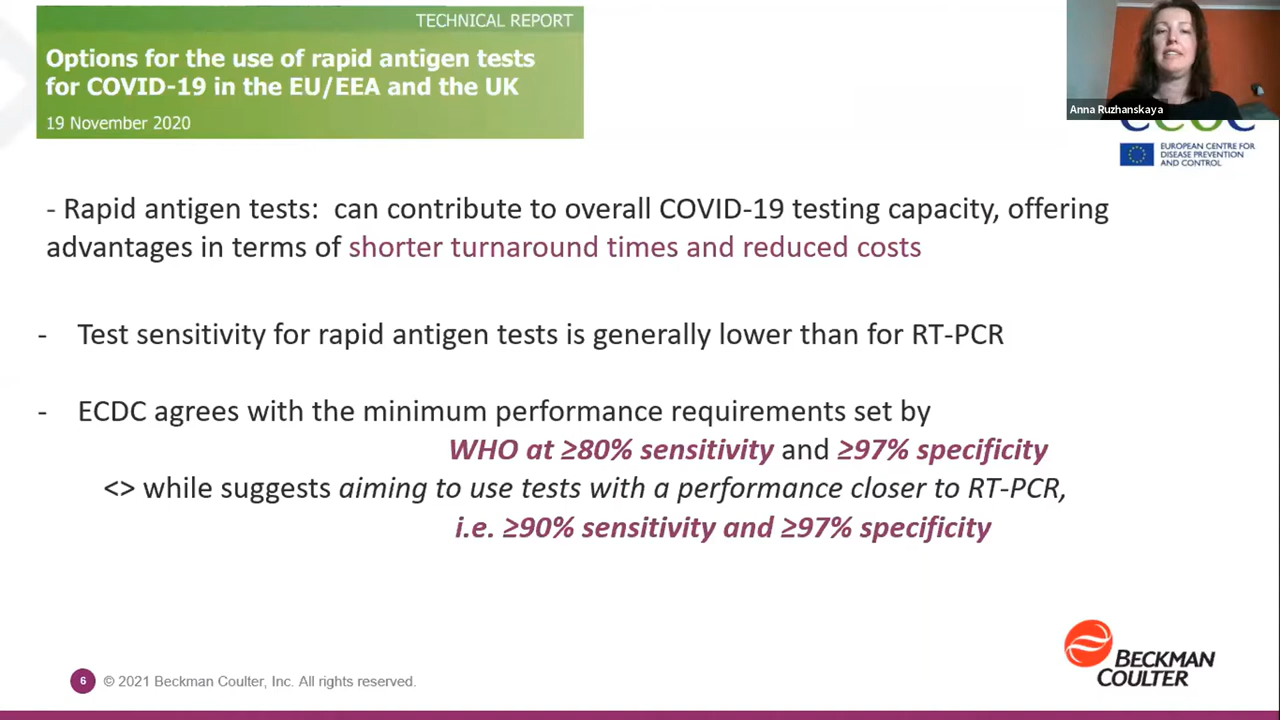 TECHNICAL REPORT
Options for the use of rapid antigen tests
for COVID-19 in the EU/EEA and the UK
19 November 2020
Anna Ruzhanskaya
EUROPEAN CENTRE FOR
DISEASE PREVENTION
AND CONTROL
- Rapid antigen tests:  can contribute to overall COVID-19 testing capacity, offering
advantages in terms of shorter turnaround times and reduced costs
- Test sensitivity for rapid antigen tests is generally lower than for RT-PCR
- ECDC agrees with the minimum performance requirements set by
WHO at ≥80% sensitivity and ≥97% specificity
<> while suggests aiming to use tests with a performance closer to RT-PCR,
i.e. ≥90% sensitivity and ≥97% specificity
BECKMAN
COULTER
6 © 2021 Beckman Coulter, Inc. All rights reserved.